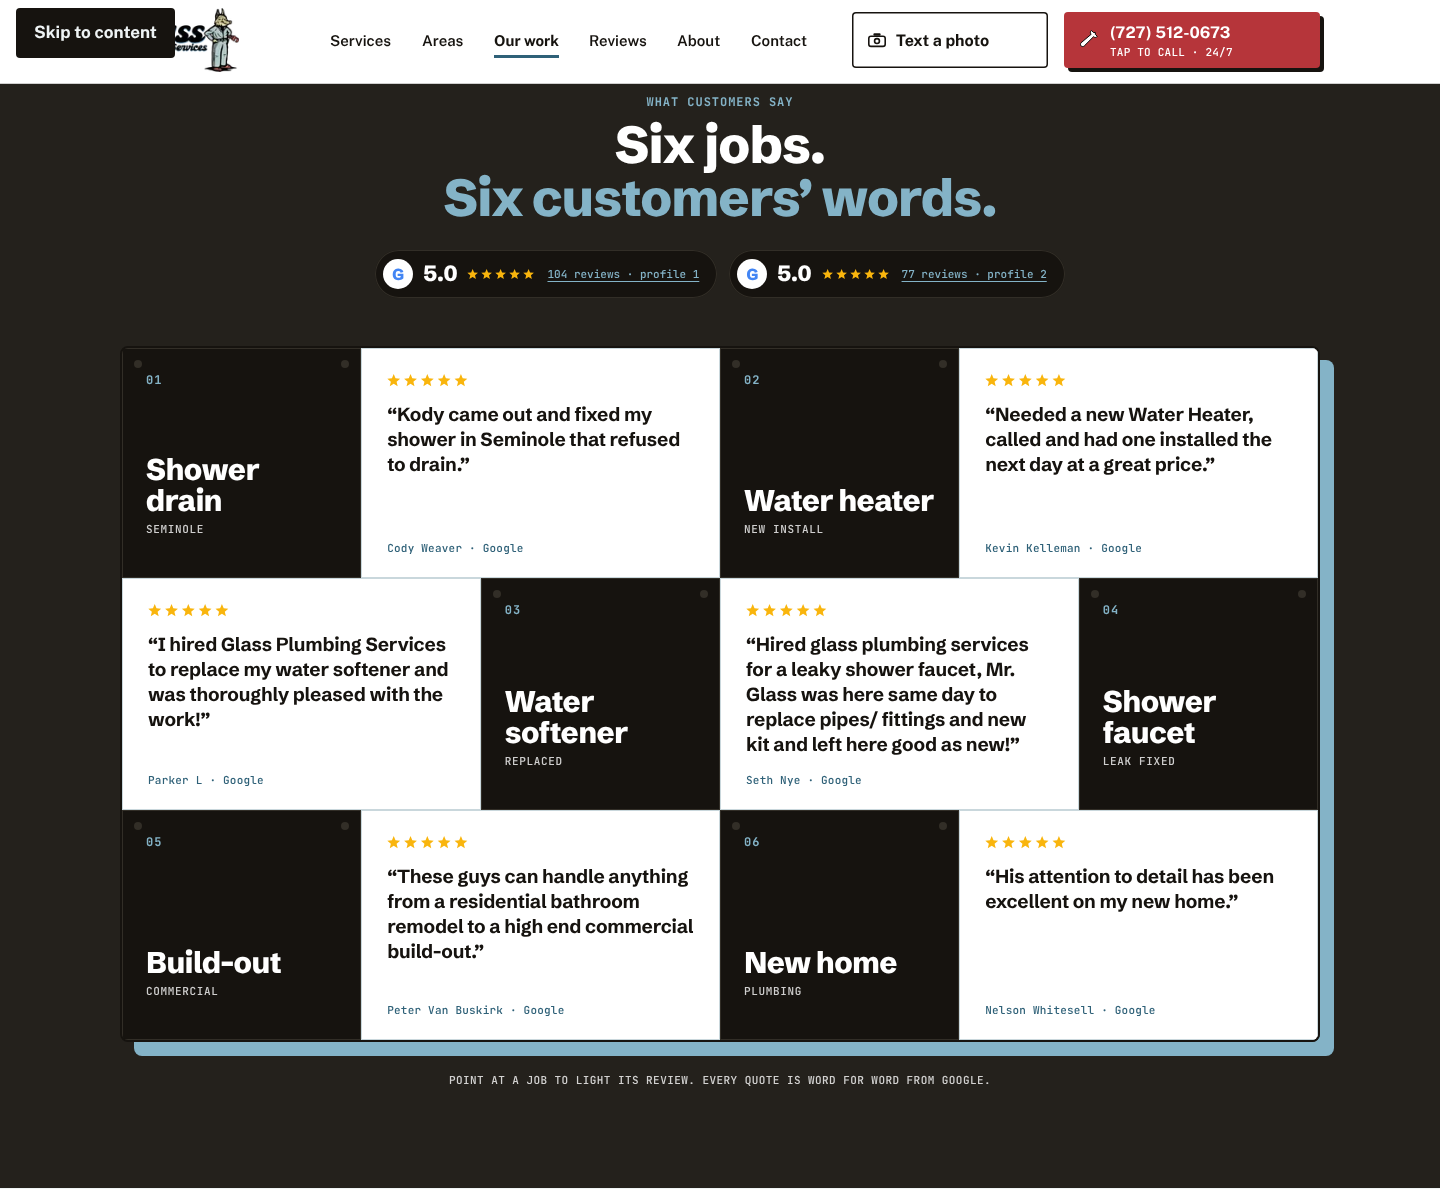 Skip to content
Services
Services
Areas
Our work
Reviews
About
Contact
Text a photo
(727) 512-0673
TAP TO CALL · 24/7
WHAT CUSTOMERS SAY
Six jobs.
Six customers’ words.
G 5.0 ★★★★★ 104 reviews · profile 1
G 5.0 ★★★★★ 77 reviews · profile 2
01
Shower
drain
SEMINOLE
★★★★★
“Kody came out and fixed my
shower in Seminole that refused
to drain.”
Cody Weaver · Google
02
Water heater
NEW INSTALL
★★★★★
“Needed a new Water Heater,
called and had one installed the
next day at a great price.”
Kevin Kelleman · Google
★★★★★
“I hired Glass Plumbing Services
to replace my water softener and
was thoroughly pleased with the
work!”
Parker L · Google
03
Water
softener
REPLACED
★★★★★
“Hired glass plumbing services
for a leaky shower faucet, Mr.
Glass was here same day to
replace pipes/ fittings and new
kit and left here good as new!”
Seth Nye · Google
04
Shower
faucet
LEAK FIXED
05
Build-out
COMMERCIAL
★★★★★
“These guys can handle anything
from a residential bathroom
remodel to a high end commercial
build-out.”
Peter Van Buskirk · Google
06
New home
PLUMBING
★★★★★
“His attention to detail has been
excellent on my new home.”
Nelson Whitesell · Google
POINT AT A JOB TO LIGHT ITS REVIEW. EVERY QUOTE IS WORD FOR WORD FROM GOOGLE.